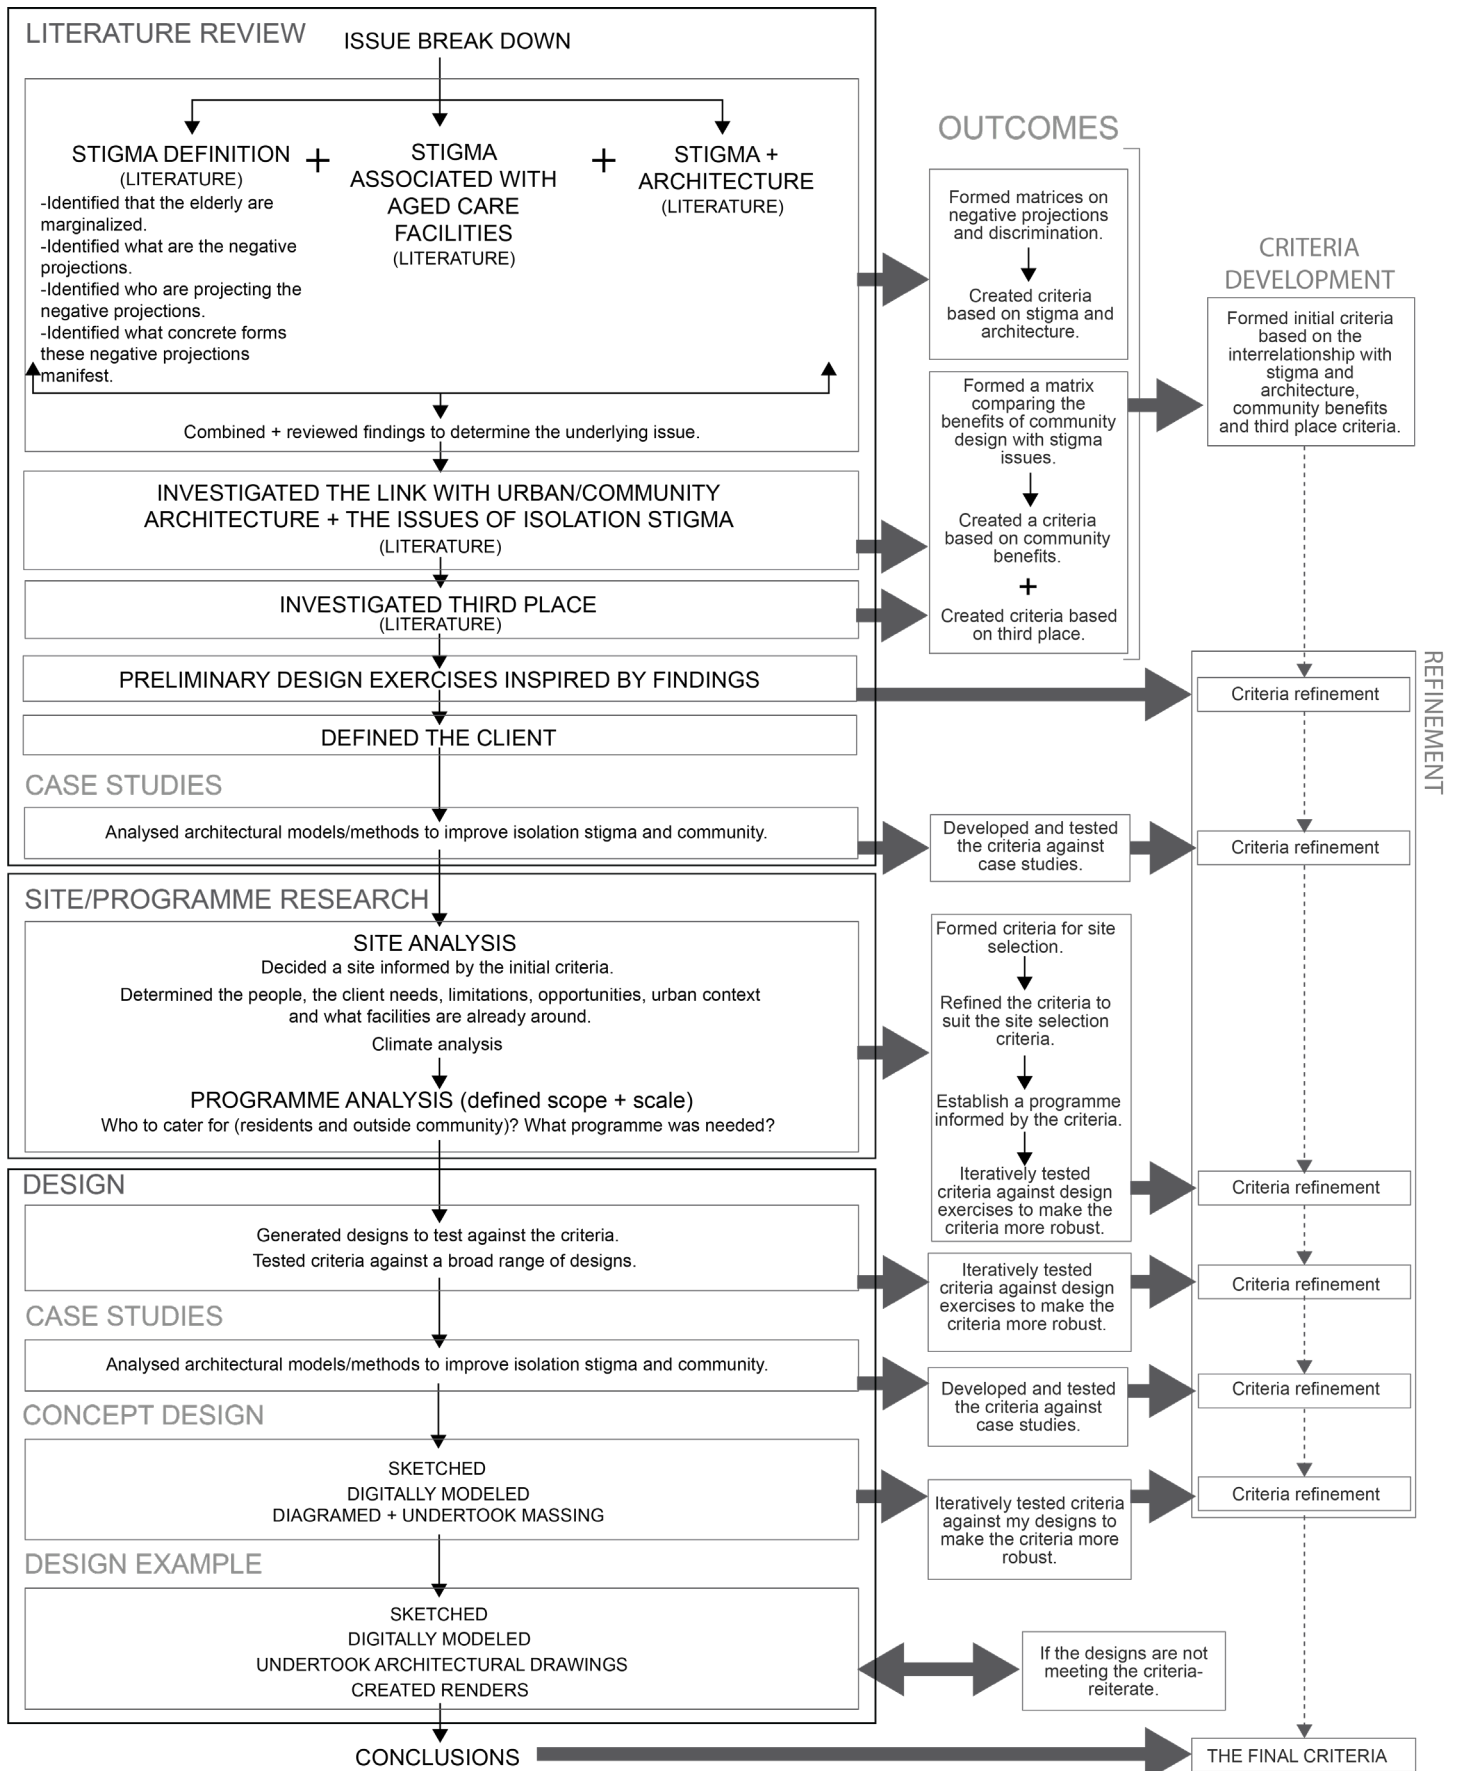 LITERATURE REVIEW
ISSUE BREAK DOWN
STIGMA DEFINITION
(LITERATURE)
-Identified that the elderly are
marginalized.
-Identified what are the negative
projections.
-Identified who are projecting the
negative projections.
-Identified what concrete forms
these negative projections
manifest.
+
STIGMA
ASSOCIATED WITH
AGED CARE
FACILITIES
(LITERATURE)
+
STIGMA +
ARCHITECTURE
(LITERATURE)
Combined + reviewed findings to determine the underlying issue.
INVESTIGATED THE LINK WITH URBAN/COMMUNITY
ARCHITECTURE + THE ISSUES OF ISOLATION STIGMA
(LITERATURE)
INVESTIGATED THIRD PLACE
(LITERATURE)
PRELIMINARY DESIGN EXERCISES INSPIRED BY FINDINGS
DEFINED THE CLIENT
CASE STUDIES
Analysed architectural models/methods to improve isolation stigma and community.
SITE/PROGRAMME RESEARCH
SITE ANALYSIS
Decided a site informed by the initial criteria.
Determined the people, the client needs, limitations, opportunities, urban context
and what facilities are already around.
Climate analysis
PROGRAMME ANALYSIS (defined scope + scale)
Who to cater for (residents and outside community)? What programme was needed?
DESIGN
Generated designs to test against the criteria.
Tested criteria against a broad range of designs.
CASE STUDIES
Analysed architectural models/methods to improve isolation stigma and community.
CONCEPT DESIGN
SKETCHED
DIGITALLY MODELED
DIAGRAMED + UNDERTOOK MASSING
DESIGN EXAMPLE
SKETCHED
DIGITALLY MODELED
UNDERTOOK ARCHITECTURAL DRAWINGS
CREATED RENDERS
CONCLUSIONS
OUTCOMES
Formed matrices on
negative projections
and discrimination.
Created criteria
based on stigma and
architecture.
Formed a matrix
comparing the
benefits of community
design with stigma
issues.
Created a criteria
based on community
benefits.
+
Created criteria based
on third place.
Developed and tested
the criteria against
case studies.
Formed criteria for site
selection.
Refined the criteria to
suit the site selection
criteria.
Establish a programme
informed by the criteria.
Iteratively tested
criteria against design
exercises to make the
criteria more robust.
Iteratively tested
criteria against design
exercises to make the
criteria more robust.
Developed and tested
the criteria against
case studies.
Iteratively tested criteria
against my designs to
make the criteria more
robust.
If the designs are not
meeting the criteria-
reiterate.
CRITERIA
DEVELOPMENT
Formed initial criteria
based on the
interrelationship with
stigma and
architecture,
community benefits
and third place criteria.
REFINEMENT
Criteria refinement
Criteria refinement
Criteria refinement
Criteria refinement
Criteria refinement
Criteria refinement
THE FINAL CRITERIA